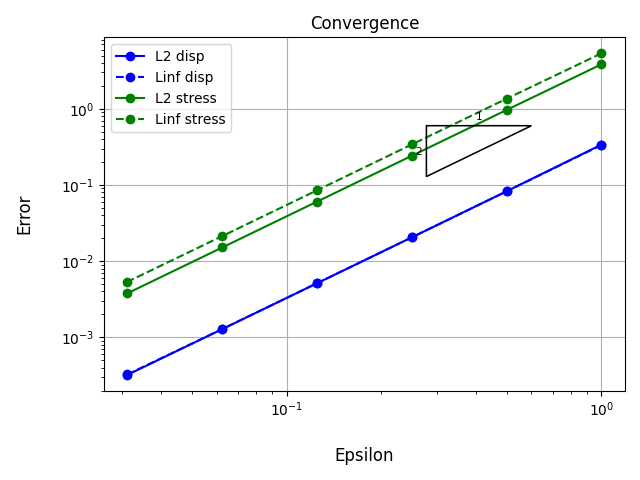 Convergence
L2 disp
Linf disp
L2 stress
Linf stress
1
2
10⁰
10⁻¹
10⁻²
10⁻³
Error
10⁻¹
10⁰
Epsilon